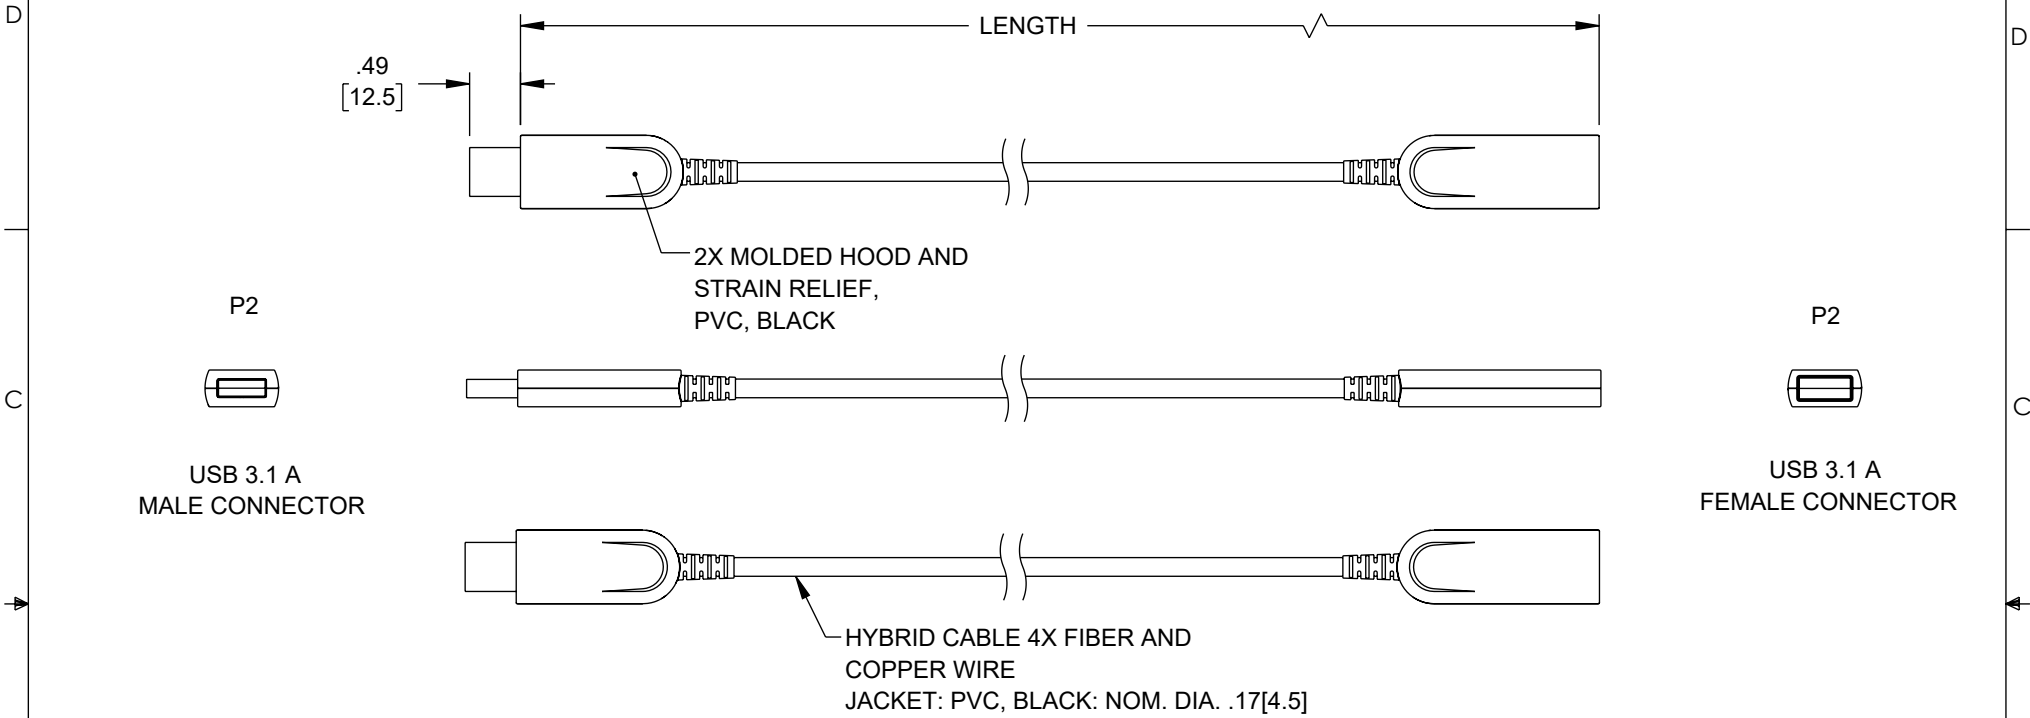 D
D
LENGTH
.49
[12.5]
2X MOLDED HOOD AND
STRAIN RELIEF,
PVC, BLACK
P2
P2
C
C
USB 3.1 A
MALE CONNECTOR
USB 3.1 A
FEMALE CONNECTOR
HYBRID CABLE 4X FIBER AND
COPPER WIRE
JACKET: PVC, BLACK: NOM. DIA. .17[4.5]